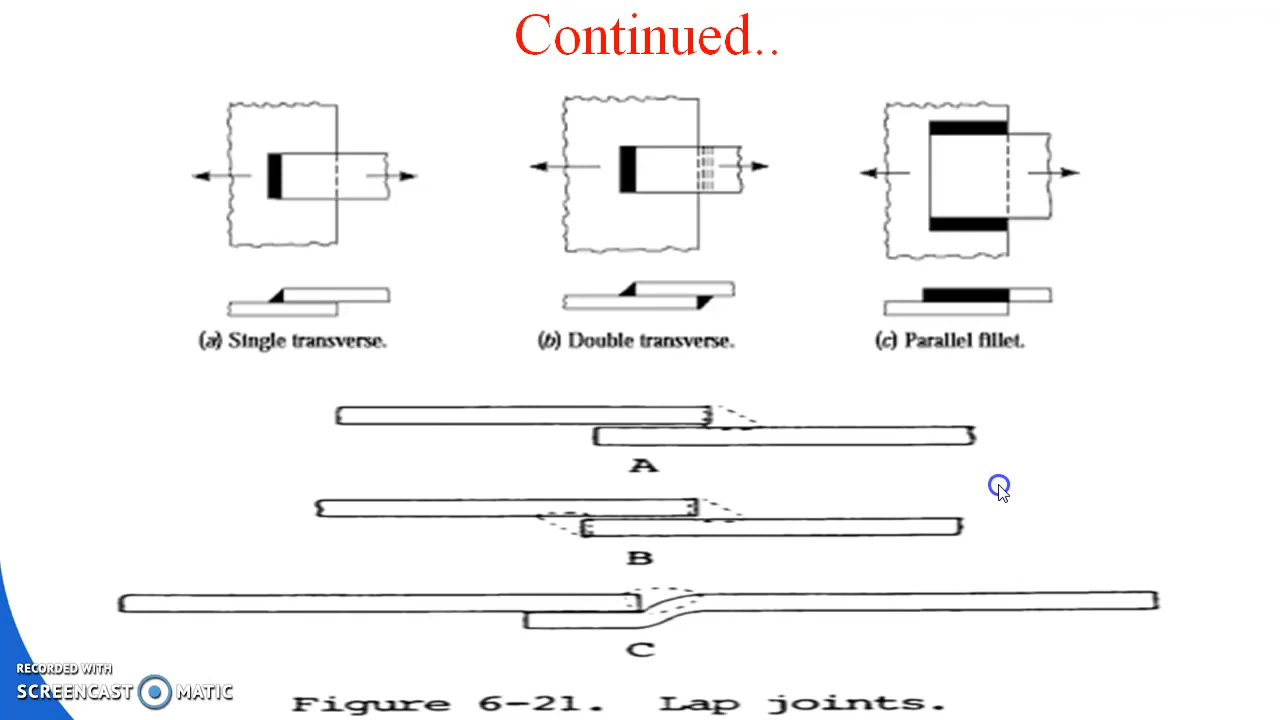 Continued..
(a) Single transverse.
(b) Double transverse.
(c) Parallel fillet.
A
B
C
Figure 6-21. Lap joints.
RECORDED WITH
SCREENCAST MATIC